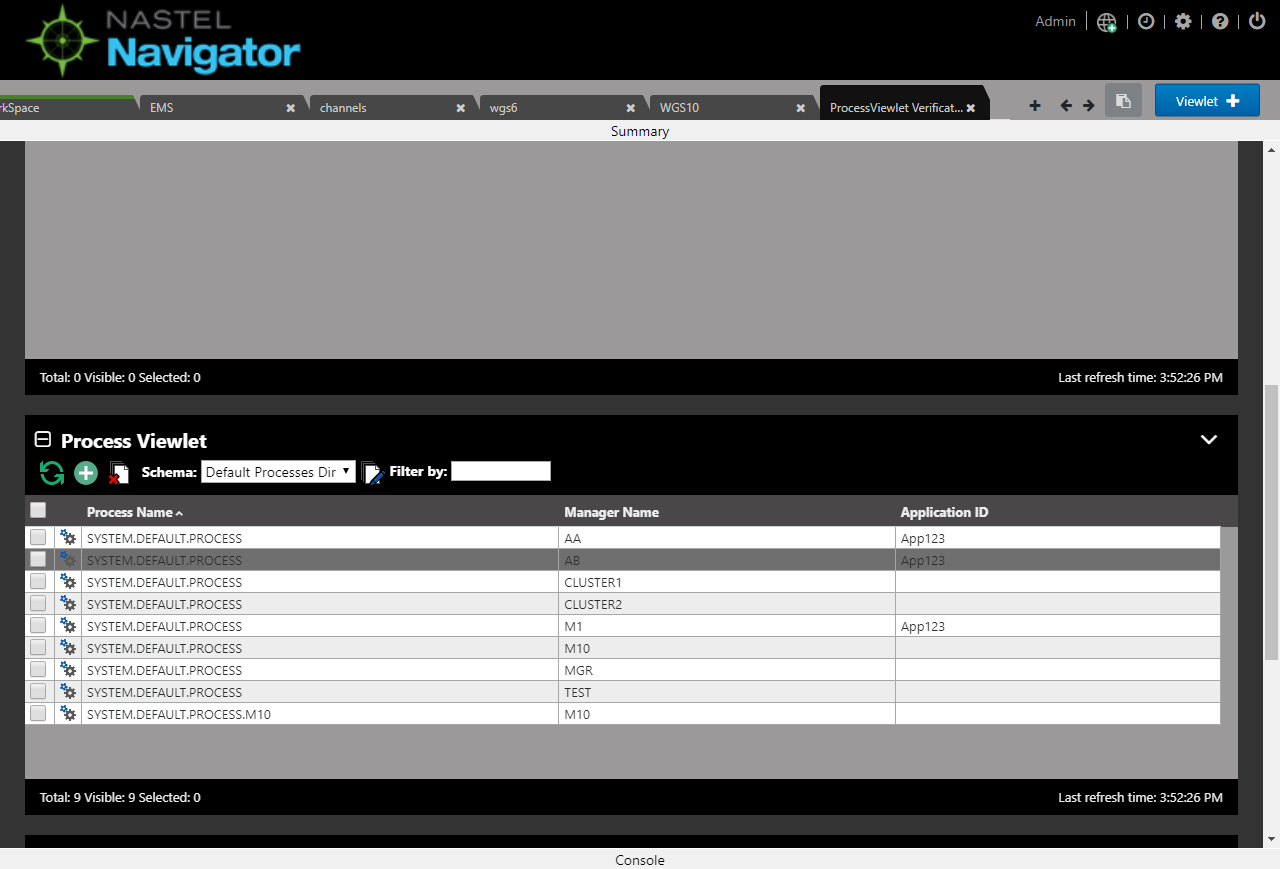 NASTEL
Navigator
Admin
rkSpace
EMS
channels
wgs6
WGS10
ProcessViewlet Verificat...
Viewlet
Summary
Total: 0 Visible: 0 Selected: 0
Last refresh time: 3:52:26 PM
Process Viewlet
Schema: Default Processes Dir Filter by:
Process Name Manager Name Application ID
SYSTEM.DEFAULT.PROCESS AA App123
SYSTEM.DEFAULT.PROCESS AB App123
SYSTEM.DEFAULT.PROCESS CLUSTER1
SYSTEM.DEFAULT.PROCESS CLUSTER2
SYSTEM.DEFAULT.PROCESS M1 App123
SYSTEM.DEFAULT.PROCESS M10
SYSTEM.DEFAULT.PROCESS MGR
SYSTEM.DEFAULT.PROCESS TEST
SYSTEM.DEFAULT.PROCESS.M10 M10
Total: 9 Visible: 9 Selected: 0
Last refresh time: 3:52:26 PM
Console